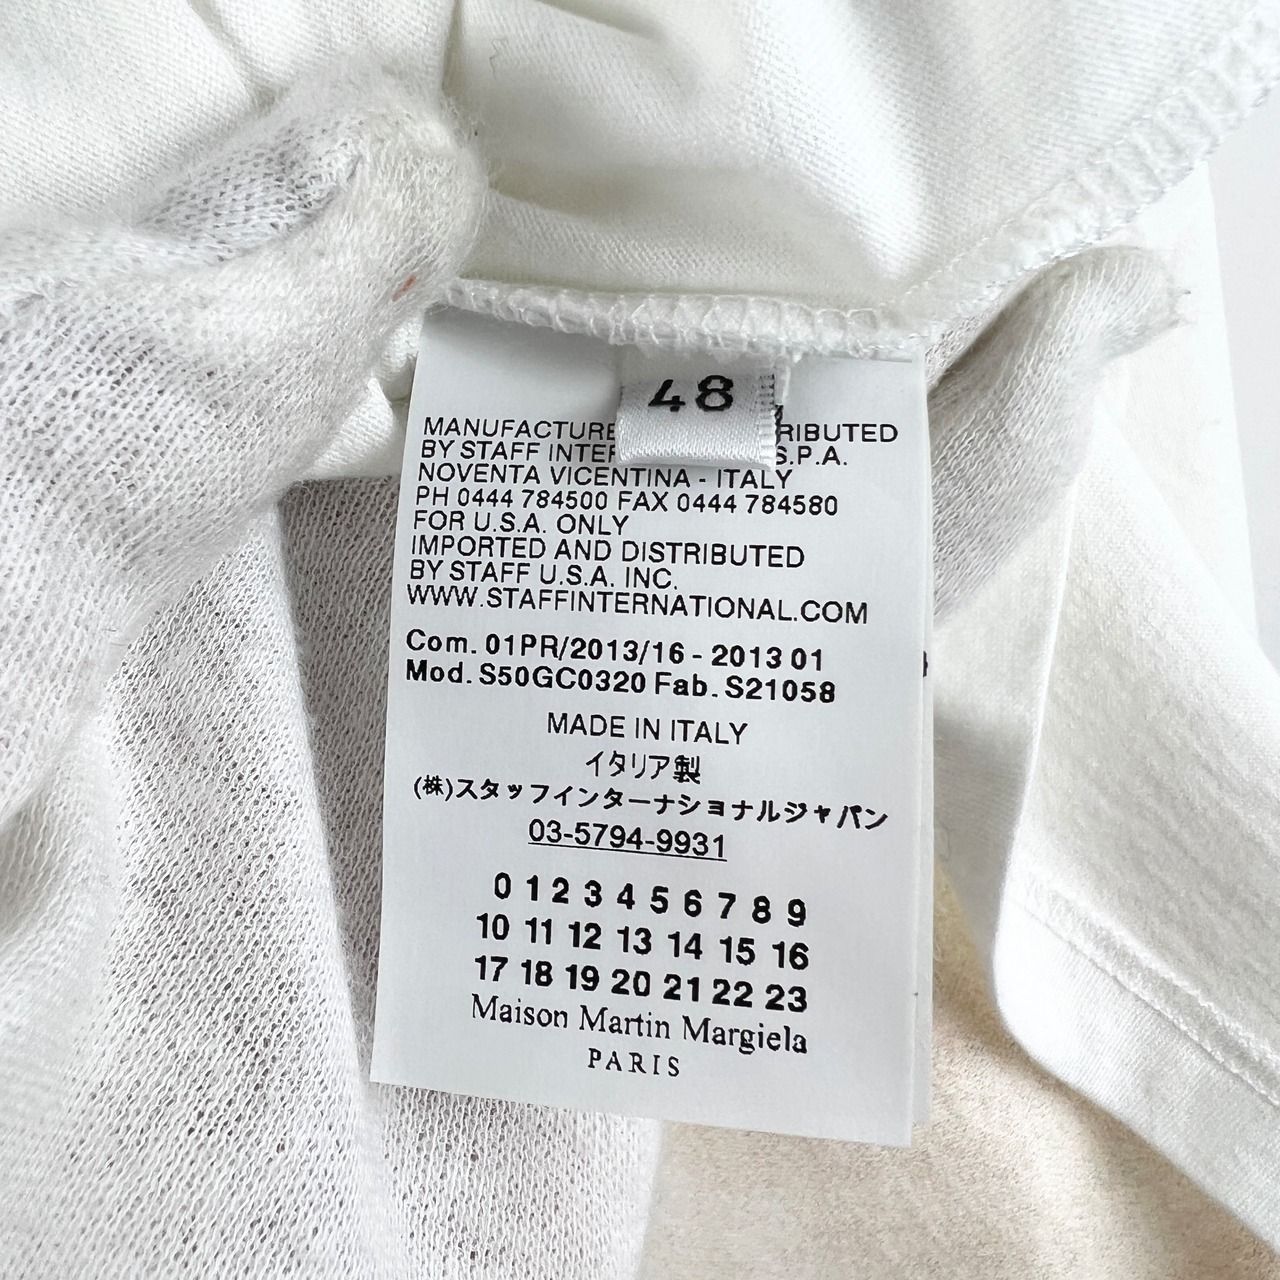 48
MANUFACTURE RIBUTED
BY STAFF INTER S.P.A.
NOVENTA VICENTINA - ITALY
PH 0444 784500 FAX 0444 784580
FOR U.S.A. ONLY
IMPORTED AND DISTRIBUTED
BY STAFF U.S.A. INC.
WWW.STAFFINTERNATIONAL.COM
Com. 01PR/2013/16 - 2013 01
Mod. S50GC0320 Fab. S21058
MADE IN ITALY
イタリア製
(株)スタッフインターナショナルジャパン
03-5794-9931
0 1 2 3 4 5 6 7 8 9
10 11 12 13 14 15 16
17 18 19 20 21 22 23
Maison Martin Margiela
PARIS